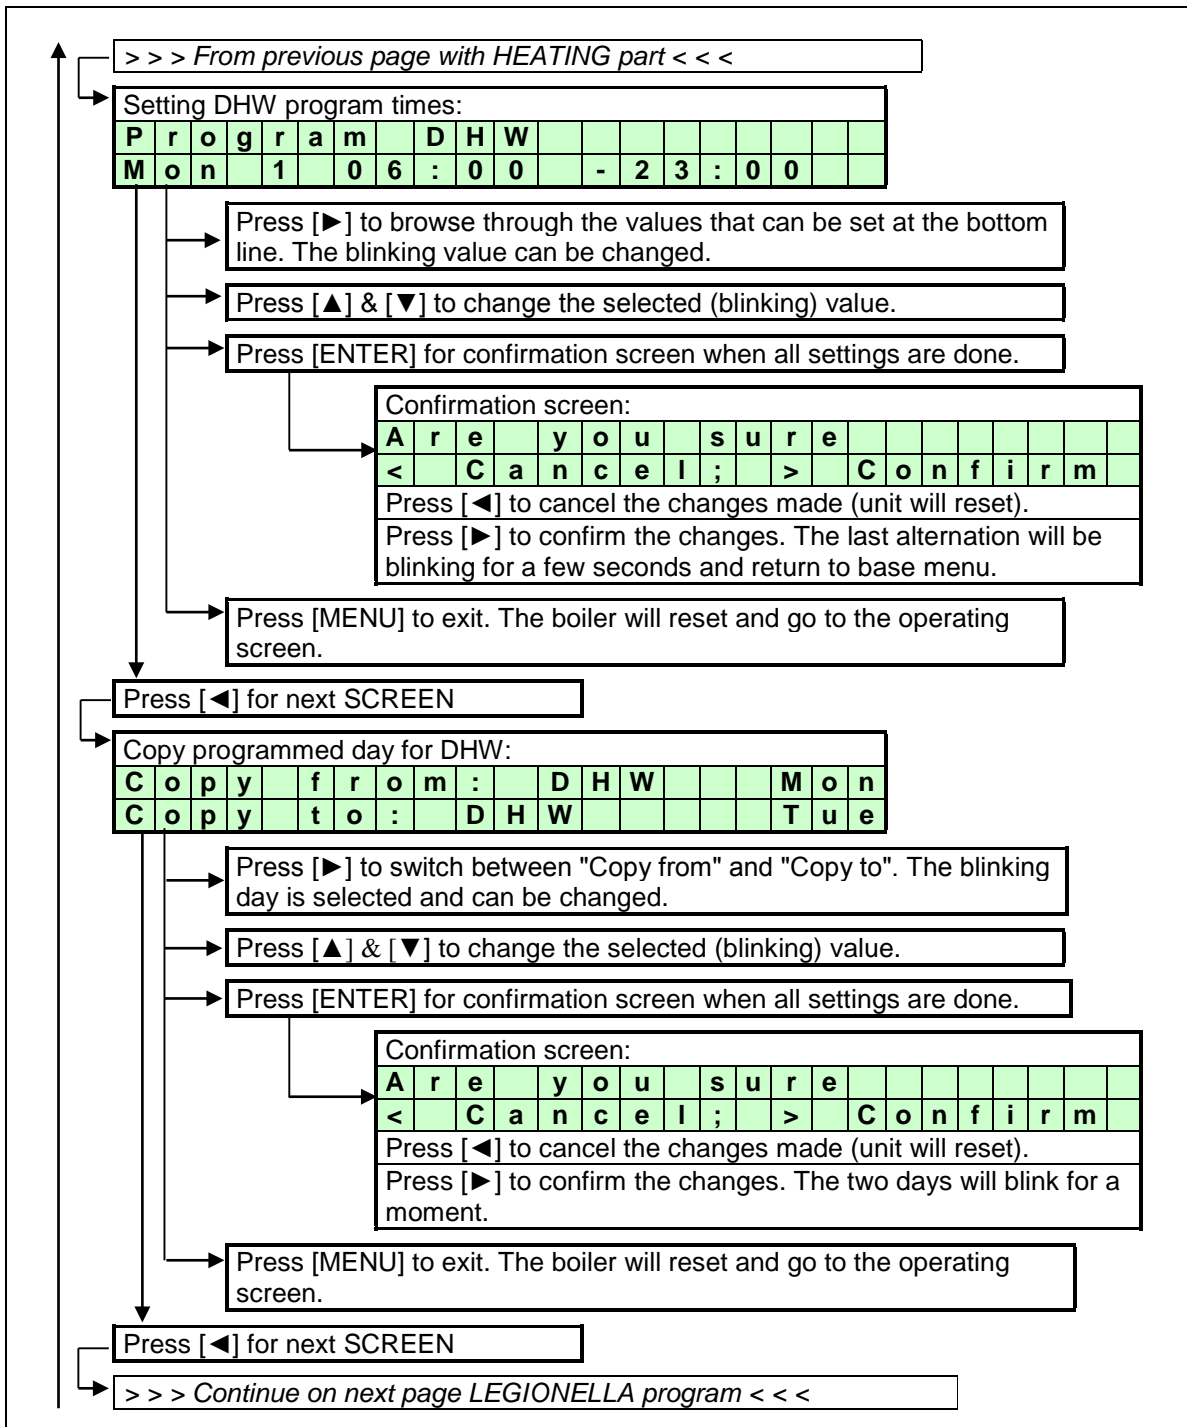 > > > From previous page with HEATING part < < <
Setting DHW program times:
Program DHW
Mon 1 06:00 -23:00
Press [►] to browse through the values that can be set at the bottom
line. The blinking value can be changed.
Press [▲] & [▼] to change the selected (blinking) value.
Press [ENTER] for confirmation screen when all settings are done.
Confirmation screen:
Are you sure
< Cancel; > Confirm
Press [◄] to cancel the changes made (unit will reset).
Press [►] to confirm the changes. The last alternation will be
blinking for a few seconds and return to base menu.
Press [MENU] to exit. The boiler will reset and go to the operating
screen.
Press [◄] for next SCREEN
Copy programmed day for DHW:
Copy from: DHW Mon
Copy to: DHW Tue
Press [►] to switch between "Copy from" and "Copy to". The blinking
day is selected and can be changed.
Press [▲] & [▼] to change the selected (blinking) value.
Press [ENTER] for confirmation screen when all settings are done.
Confirmation screen:
Are you sure
< Cancel; > Confirm
Press [◄] to cancel the changes made (unit will reset).
Press [►] to confirm the changes. The two days will blink for a
moment.
Press [MENU] to exit. The boiler will reset and go to the operating
screen.
Press [◄] for next SCREEN
> > > Continue on next page LEGIONELLA program < < <